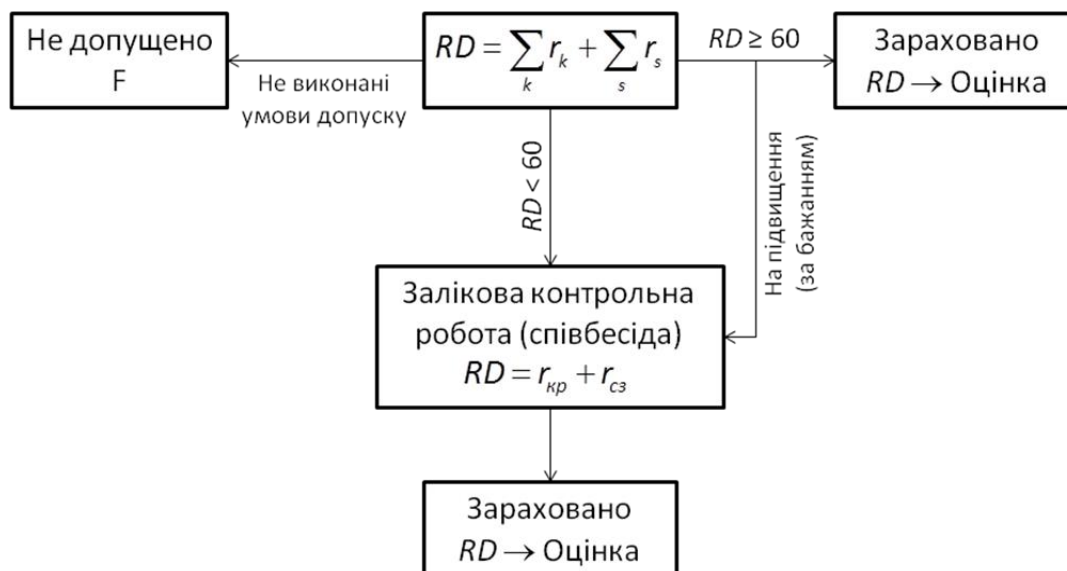 Не допущено
F
Не виконані
умови допуску
RD = ∑ r_k + ∑ r_s
k s
RD ≥ 60
Зараховано
RD → Оцінка
RD < 60
На підвищення
(за бажанням)
Залікова контрольна
робота (співбесіда)
RD = r_кр + r_сз
Зараховано
RD → Оцінка